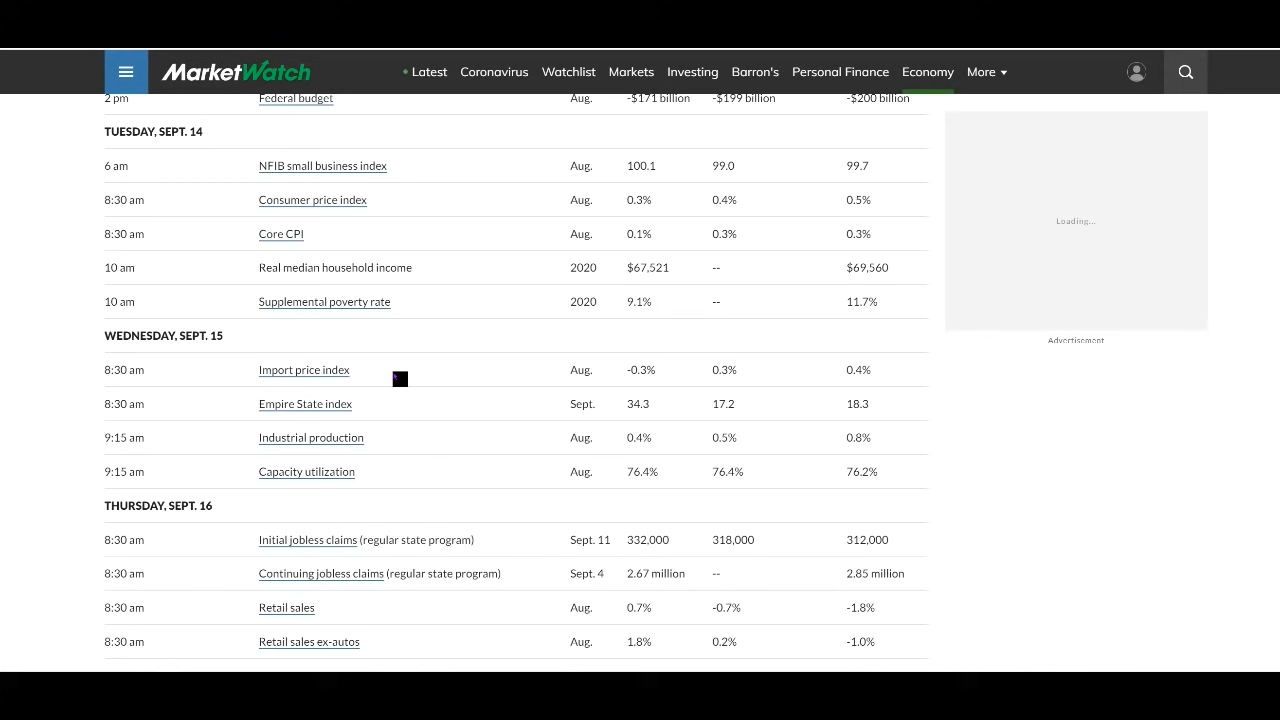 MarketWatch Latest Coronavirus Watchlist Markets Investing Barron's Personal Finance Economy More
2 pm Federal budget Aug. -$171 billion -$199 billion -$200 billion
TUESDAY, SEPT. 14
6 am NFIB small business index Aug. 100.1 99.0 99.7
8:30 am Consumer price index Aug. 0.3% 0.4% 0.5%
Loading...
8:30 am Core CPI Aug. 0.1% 0.3% 0.3%
10 am Real median household income 2020 $67,521 -- $69,560
10 am Supplemental poverty rate 2020 9.1% -- 11.7%
WEDNESDAY, SEPT. 15
Advertisement
8:30 am Import price index Aug. -0.3% 0.3% 0.4%
8:30 am Empire State index Sept. 34.3 17.2 18.3
9:15 am Industrial production Aug. 0.4% 0.5% 0.8%
9:15 am Capacity utilization Aug. 76.4% 76.4% 76.2%
THURSDAY, SEPT. 16
8:30 am Initial jobless claims (regular state program) Sept. 11 332,000 318,000 312,000
8:30 am Continuing jobless claims (regular state program) Sept. 4 2.67 million -- 2.85 million
8:30 am Retail sales Aug. 0.7% -0.7% -1.8%
8:30 am Retail sales ex-autos Aug. 1.8% 0.2% -1.0%